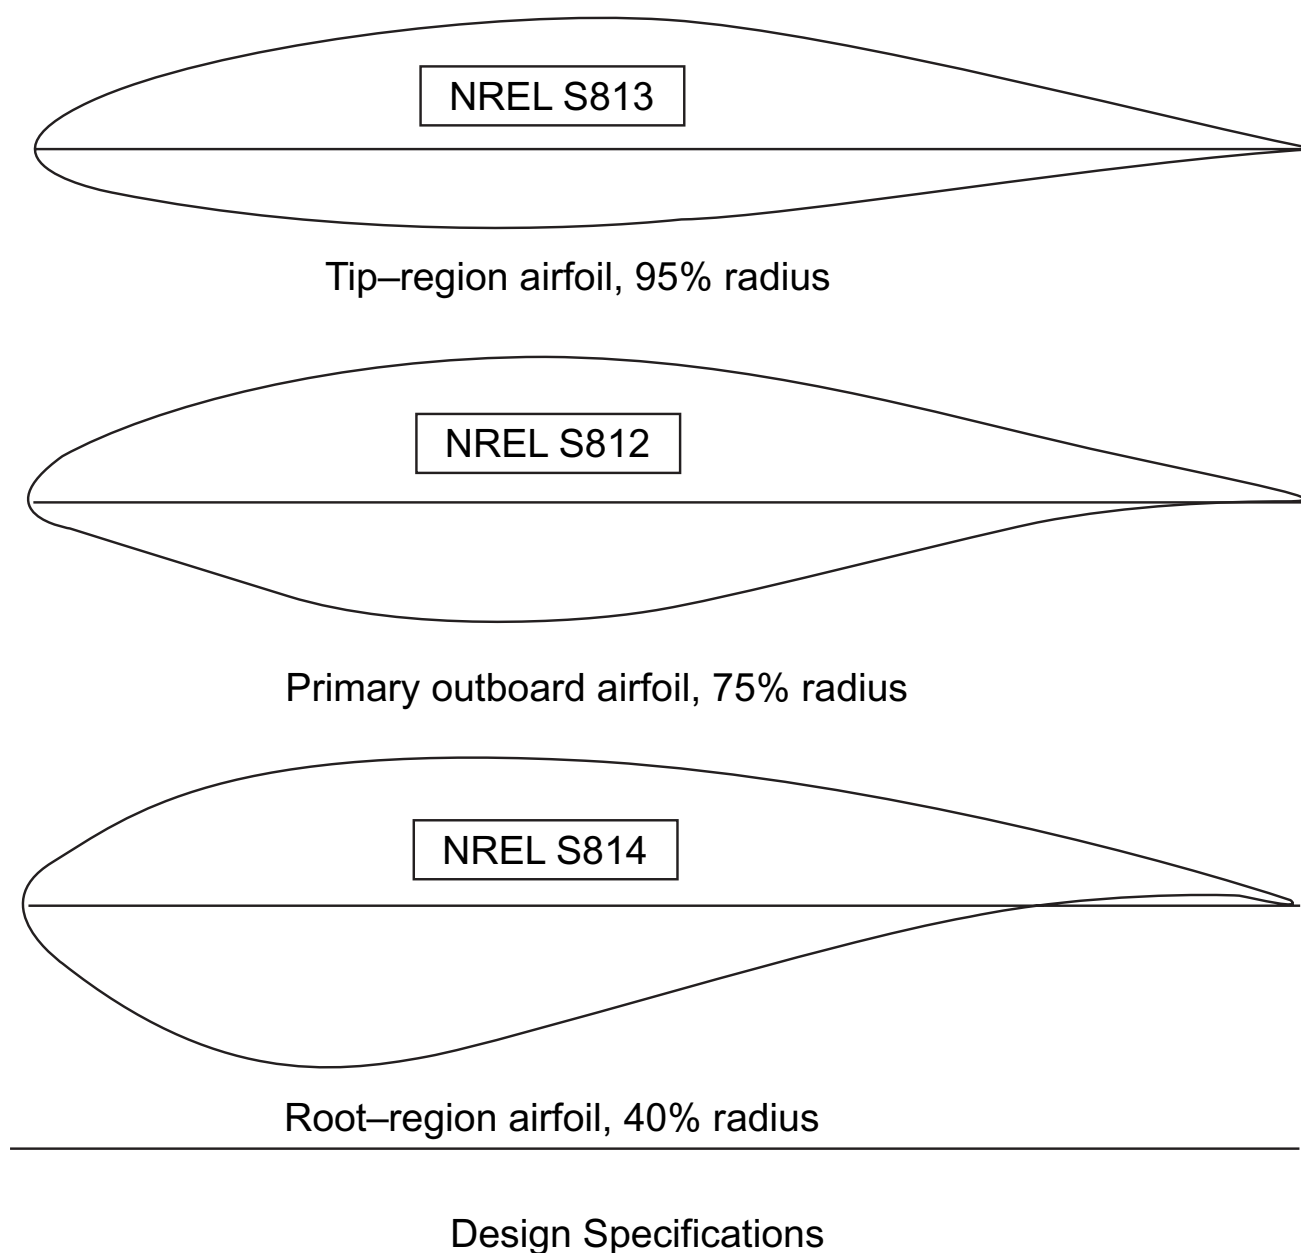 NREL S813
Tip–region airfoil, 95% radius
NREL S812
Primary outboard airfoil, 75% radius
NREL S814
Root–region airfoil, 40% radius
Design Specifications